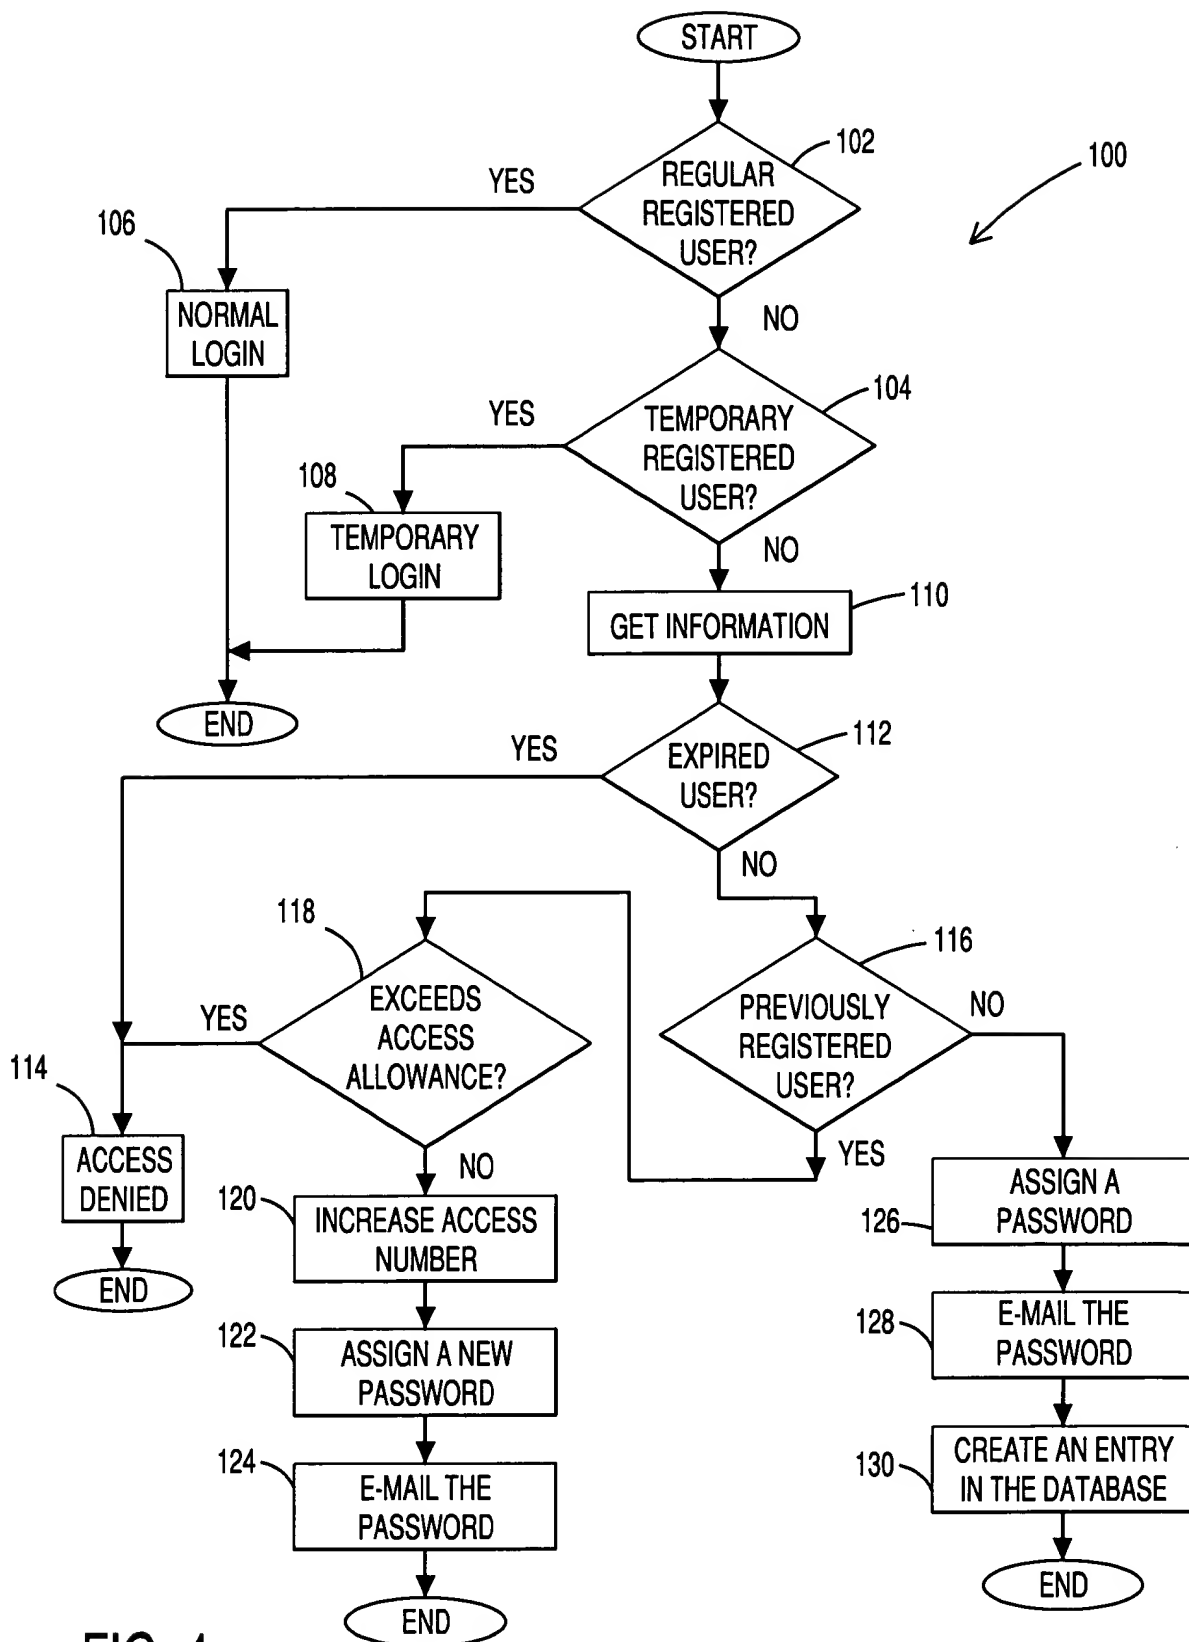 START
102
REGULAR
REGISTERED
USER?
100
YES
106
NORMAL
LOGIN
NO
104
TEMPORARY
REGISTERED
USER?
YES
108
TEMPORARY
LOGIN
NO
110
GET INFORMATION
END
112
EXPIRED
USER?
YES
NO
118
EXCEEDS
ACCESS
ALLOWANCE?
YES
116
PREVIOUSLY
REGISTERED
USER?
NO
114
ACCESS
DENIED
END
NO
YES
120
INCREASE ACCESS
NUMBER
122
ASSIGN A NEW
PASSWORD
124
E-MAIL THE
PASSWORD
END
126
ASSIGN A
PASSWORD
128
E-MAIL THE
PASSWORD
130
CREATE AN ENTRY
IN THE DATABASE
END